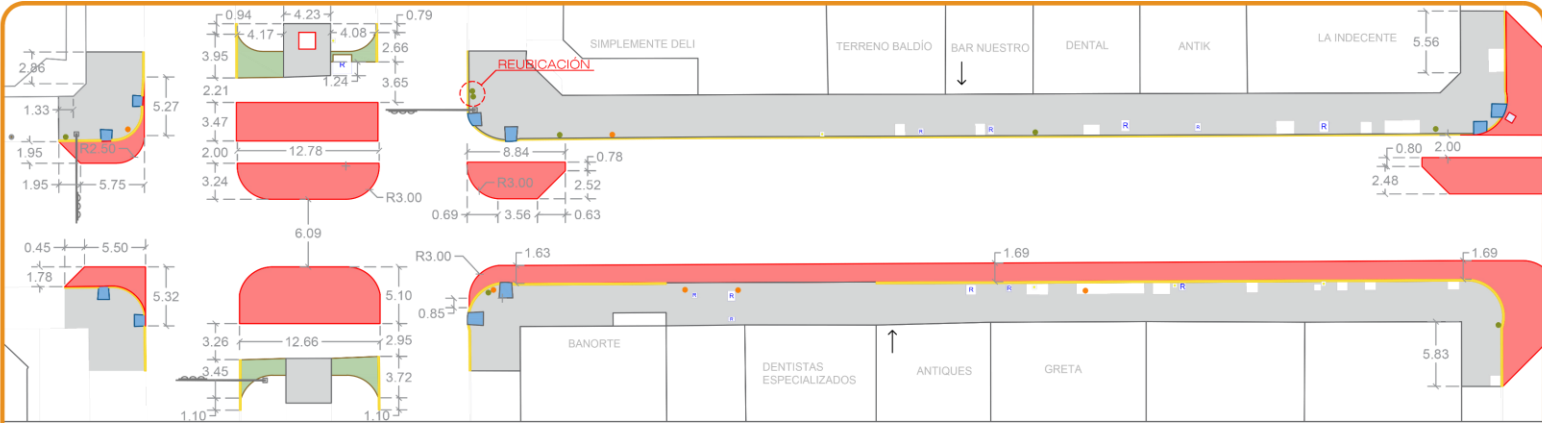 0.94
4.23
0.79
4.17
4.08
2.66
3.95
R
1.24
3.65
2.86
2.21
1.33
5.27
3.47
1.95
R2.50
2.00
12.78
3.24
1.95
5.75
R3.00
REUBICACIÓN
SIMPLEMENTE DELI
TERRENO BALDÍO
BAR NUESTRO
DENTAL
ANTIK
LA INDECENTE
5.56
R
R
R
R
R
8.84
0.78
R3.00
2.52
0.69
3.56
0.63
0.80
2.00
2.48
6.09
0.45
5.50
1.78
5.32
5.10
R3.00
1.63
1.69
1.69
0.85
R
R
R
R
R
R
3.26
12.66
2.95
3.45
3.72
1.10
1.10
BANORTE
DENTISTAS
ESPECIALIZADOS
ANTIQUES
GRETA
5.83